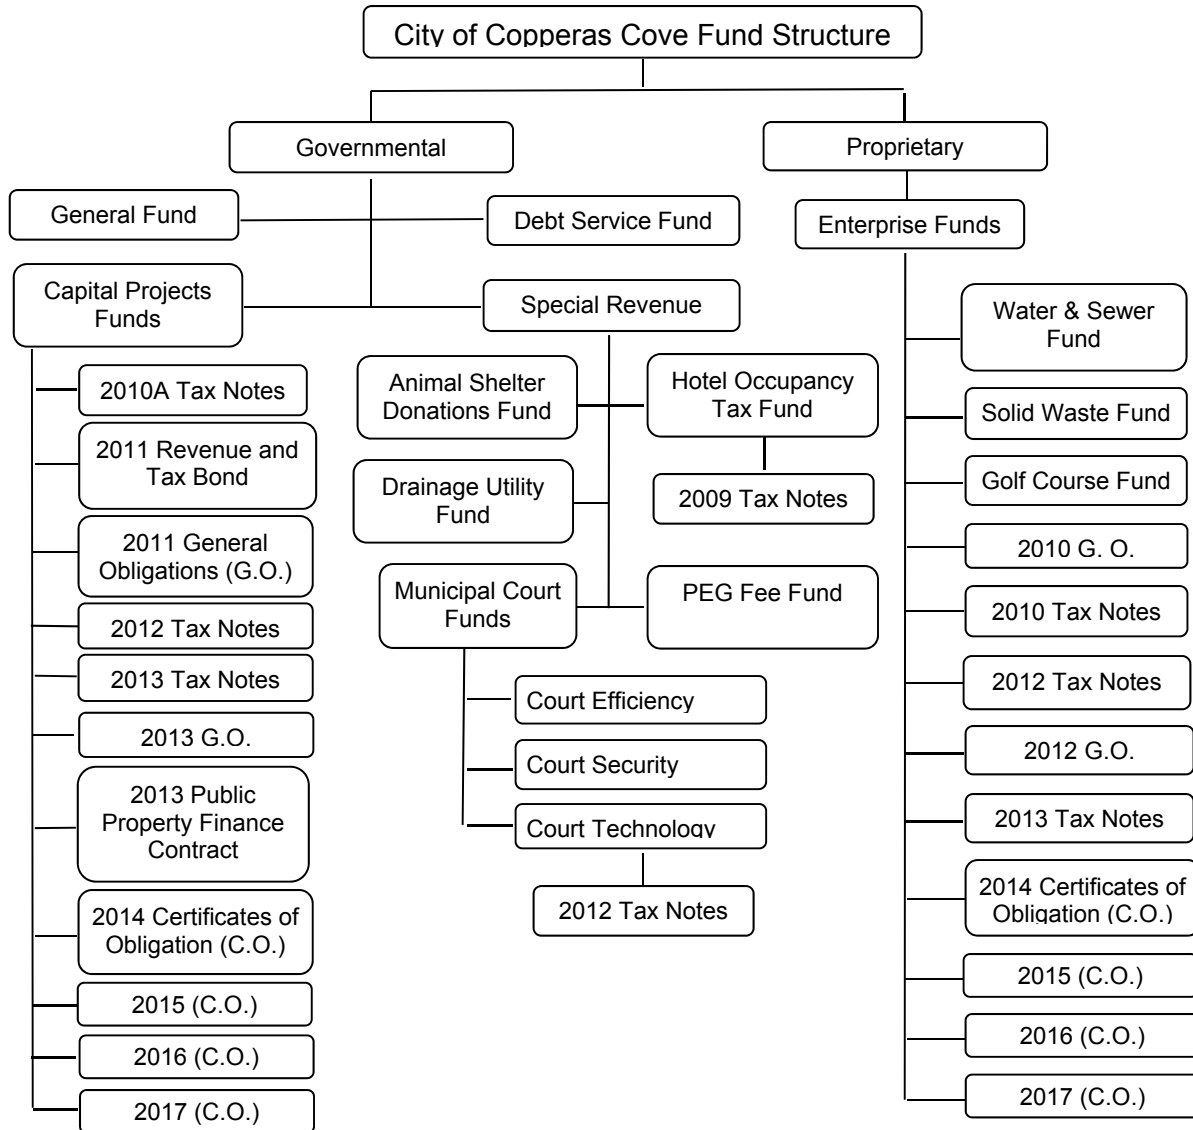 City of Copperas Cove Fund Structure
Governmental
Proprietary
General Fund
Debt Service Fund
Enterprise Funds
Capital Projects
Funds
Special Revenue
Water & Sewer
Fund
2010A Tax Notes
Animal Shelter
Donations Fund
Hotel Occupancy
Tax Fund
Solid Waste Fund
2011 Revenue and
Tax Bond
Drainage Utility
Fund
2009 Tax Notes
Golf Course Fund
2011 General
Obligations (G.O.)
2010 G. O.
Municipal Court
Funds
PEG Fee Fund
2010 Tax Notes
2012 Tax Notes
2013 Tax Notes
Court Efficiency
2012 Tax Notes
2013 G.O.
Court Security
2012 G.O.
2013 Public
Property Finance
Contract
Court Technology
2013 Tax Notes
2014 Certificates of
Obligation (C.O.)
2012 Tax Notes
2014 Certificates of
Obligation (C.O.)
2015 (C.O.)
2015 (C.O.)
2016 (C.O.)
2016 (C.O.)
2017 (C.O.)
2017 (C.O.)